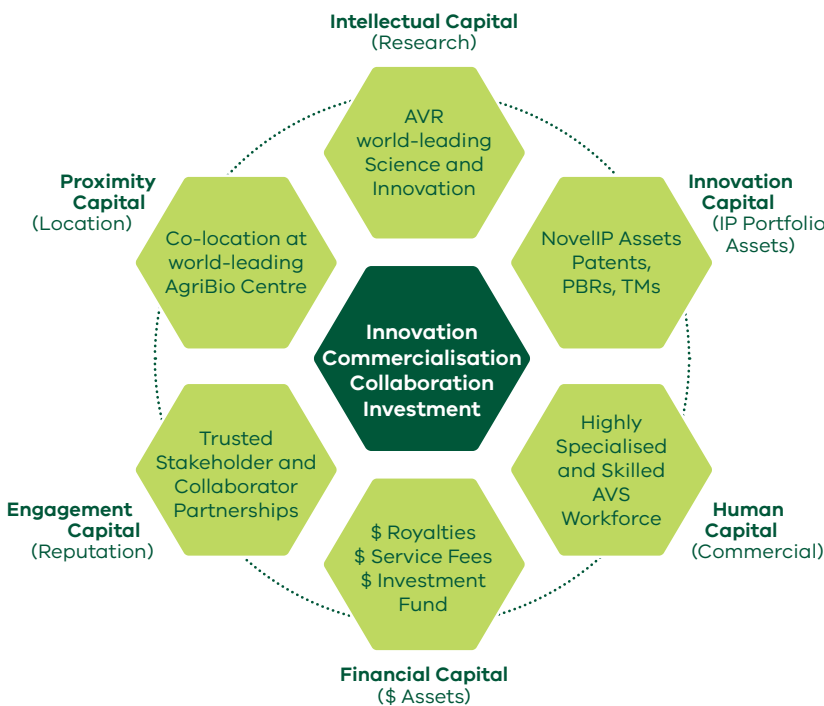 Intellectual Capital
(Research)
AVR
world-leading
Science and
Innovation
Proximity
Capital
(Location)
Co-location at
world-leading
AgriBio Centre
Innovation
Capital
(IP Portfolio
Assets)
NovelIP Assets
Patents,
PBRs, TMs
Innovation
Commercialisation
Collaboration
Investment
Trusted
Stakeholder and
Collaborator
Partnerships
Engagement
Capital
(Reputation)
Highly
Specialised
and Skilled
AVS
Workforce
Human
Capital
(Commercial)
$ Royalties
$ Service Fees
$ Investment
Fund
Financial Capital
($ Assets)